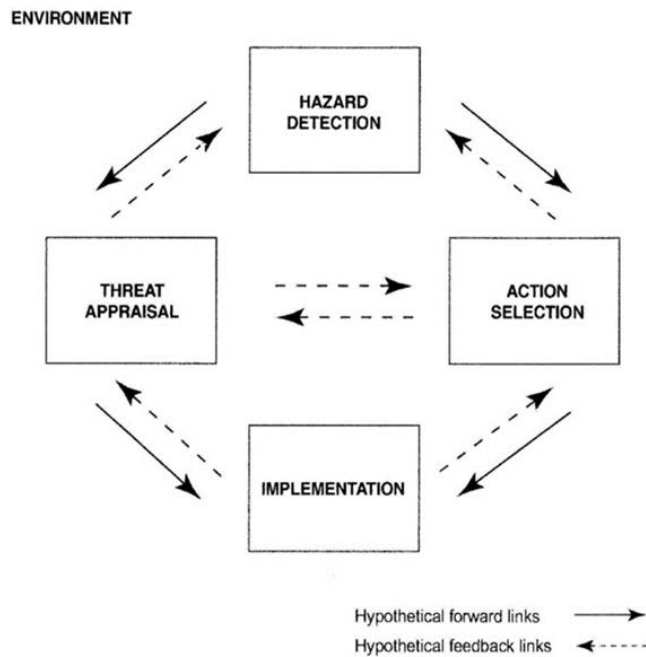 ENVIRONMENT
HAZARD
DETECTION
THREAT
APPRAISAL
ACTION
SELECTION
IMPLEMENTATION
Hypothetical forward links
Hypothetical feedback links